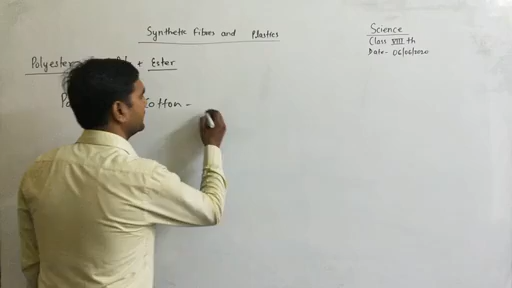 Synthetic Fibres and Plastics
Science
Class VIII th
Date- 06/06/2020
Polyester + Ester
Cotton -